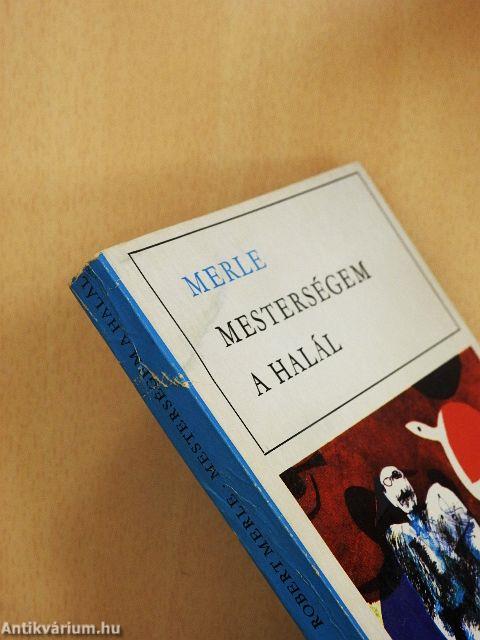 MERLE
MESTERSÉGEM
A HALÁL
ROBERT MERLE MESTERSÉGEM A HALÁL
Antikvárium.hu